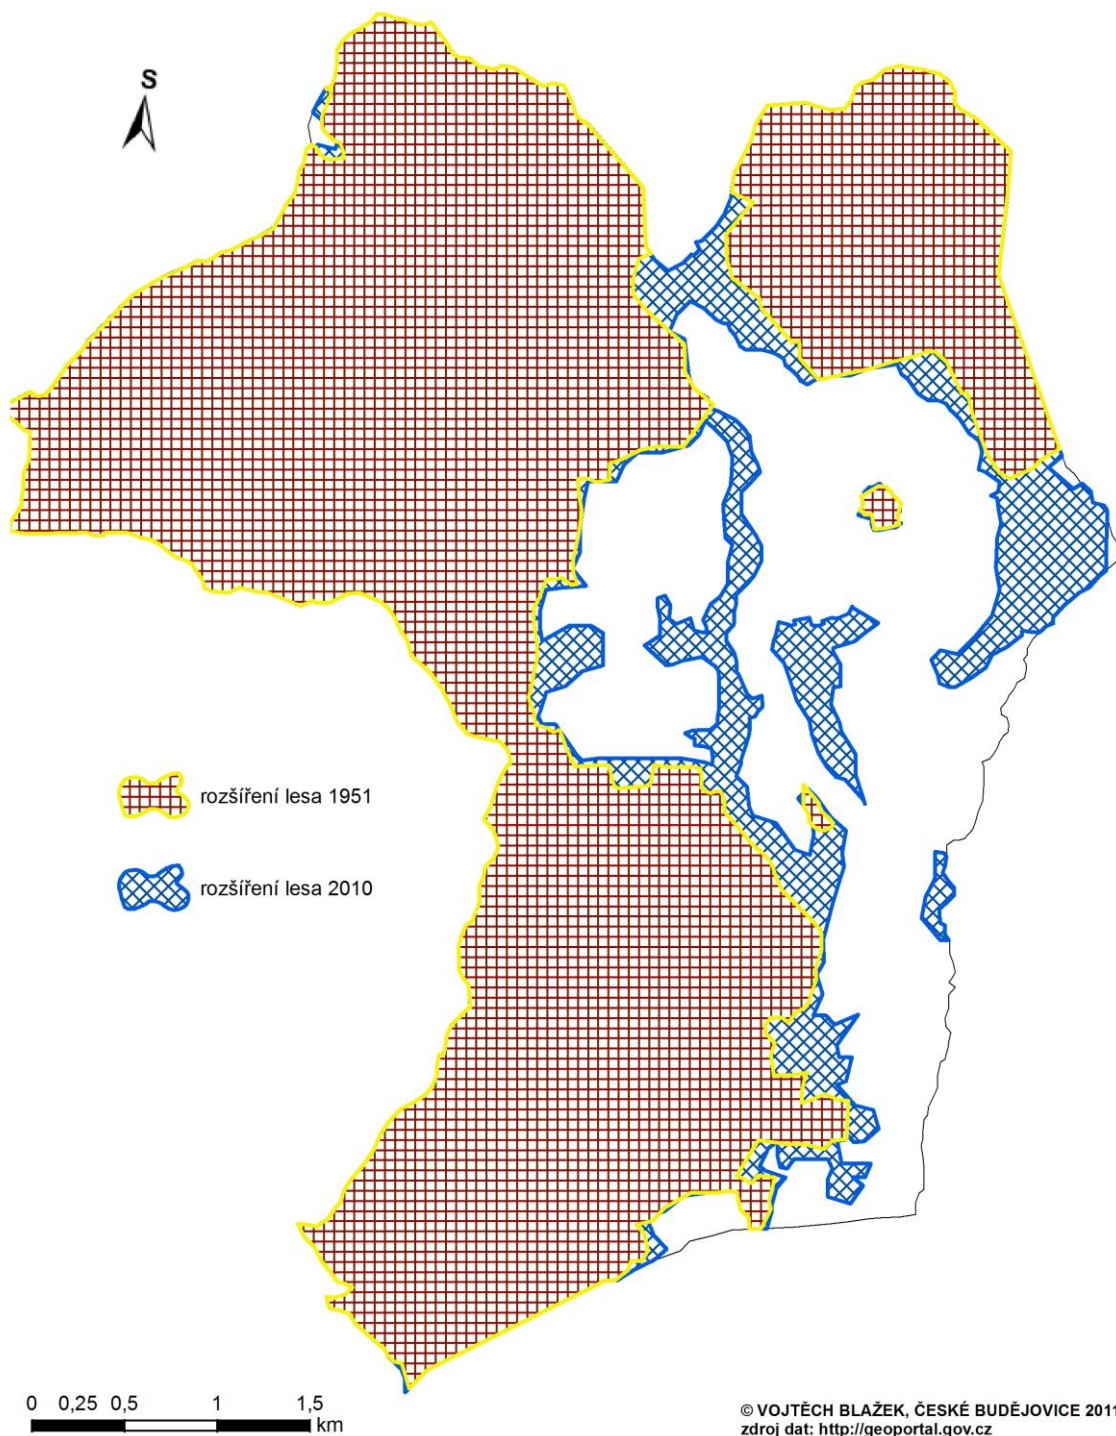 S
rozšíření lesa 1951
rozšíření lesa 2010
0 0,25 0,5 1 1,5
km
© VOJTĚCH BLAŽEK, ČESKÉ BUDĚJOVICE 2011
zdroj dat: http://geoportal.gov.cz